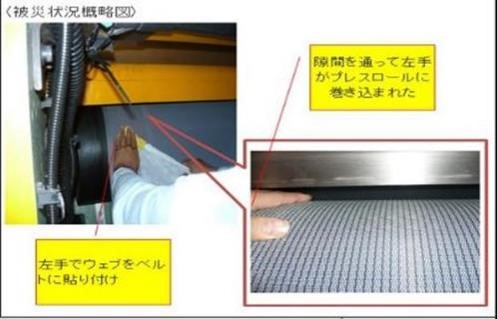 〈被災状況概略図〉
隙間を通って左手
がプレスロールに
巻き込まれた
左手でウェブをベル
トに貼り付け